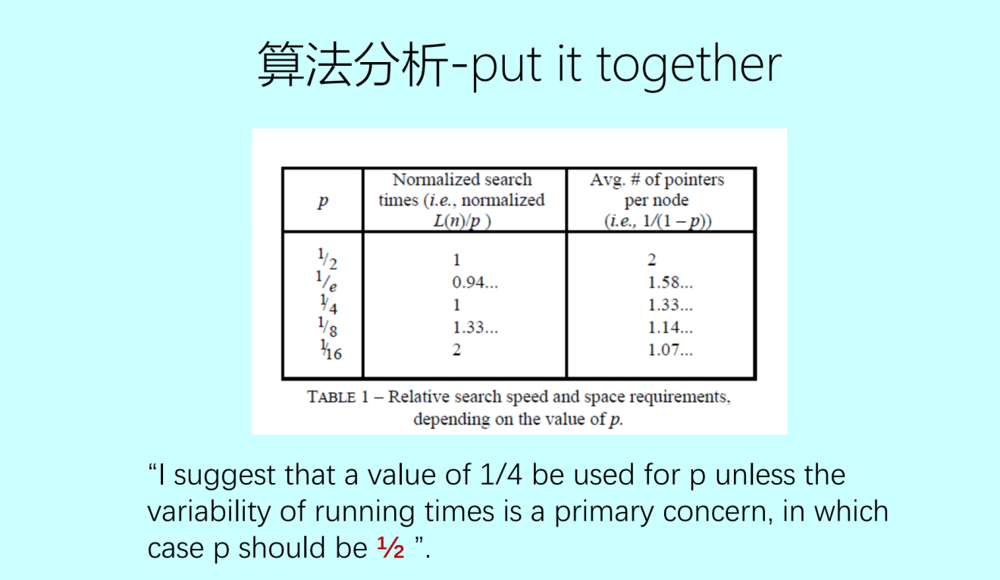 算法分析-put it together
p
Normalized search
times (i.e., normalized
L(n)/p )
Avg. # of pointers
per node
(i.e., 1/(1 – p))
1/2 1 2
1/e 0.94... 1.58...
1/4 1 1.33...
1/8 1.33... 1.14...
1/16 2 1.07...
TABLE 1 – Relative search speed and space requirements,
depending on the value of p.
“I suggest that a value of 1/4 be used for p unless the
variability of running times is a primary concern, in which
case p should be ½ ”.